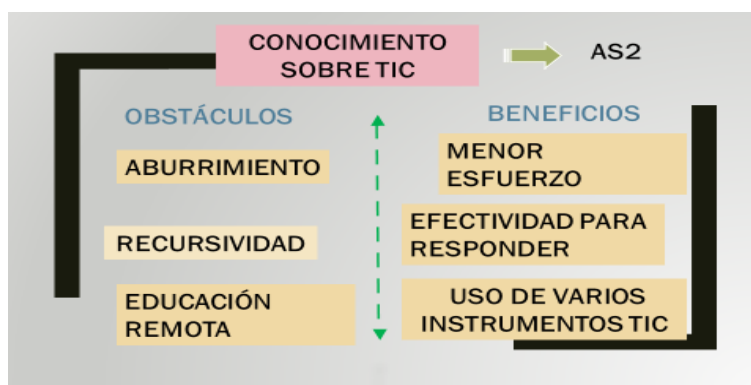 CONOCIMIENTO
SOBRE TIC
AS2
OBSTÁCULOS
ABURRIMIENTO
RECURSIVIDAD
EDUCACIÓN
REMOTA
BENEFICIOS
MENOR
ESFUERZO
EFECTIVIDAD PARA
RESPONDER
USO DE VARIOS
INSTRUMENTOS TIC